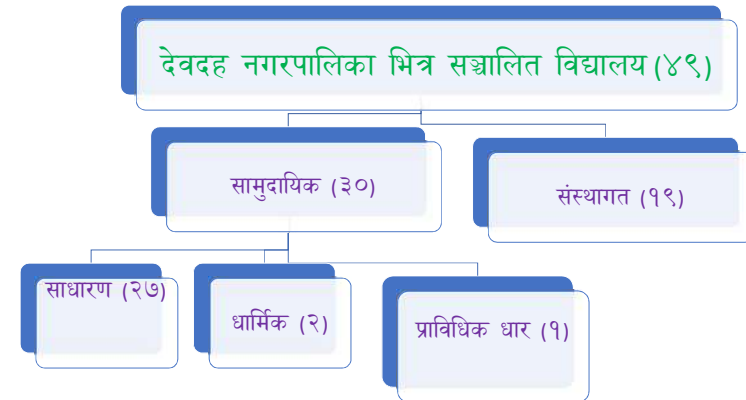 देवदह नगरपालिका भित्र सञ्चालित विद्यालय (४९)
सामुदायिक (३०)
संस्थागत (१९)
साधारण (२७)
धार्मिक (२)
प्राविधिक धार (१)